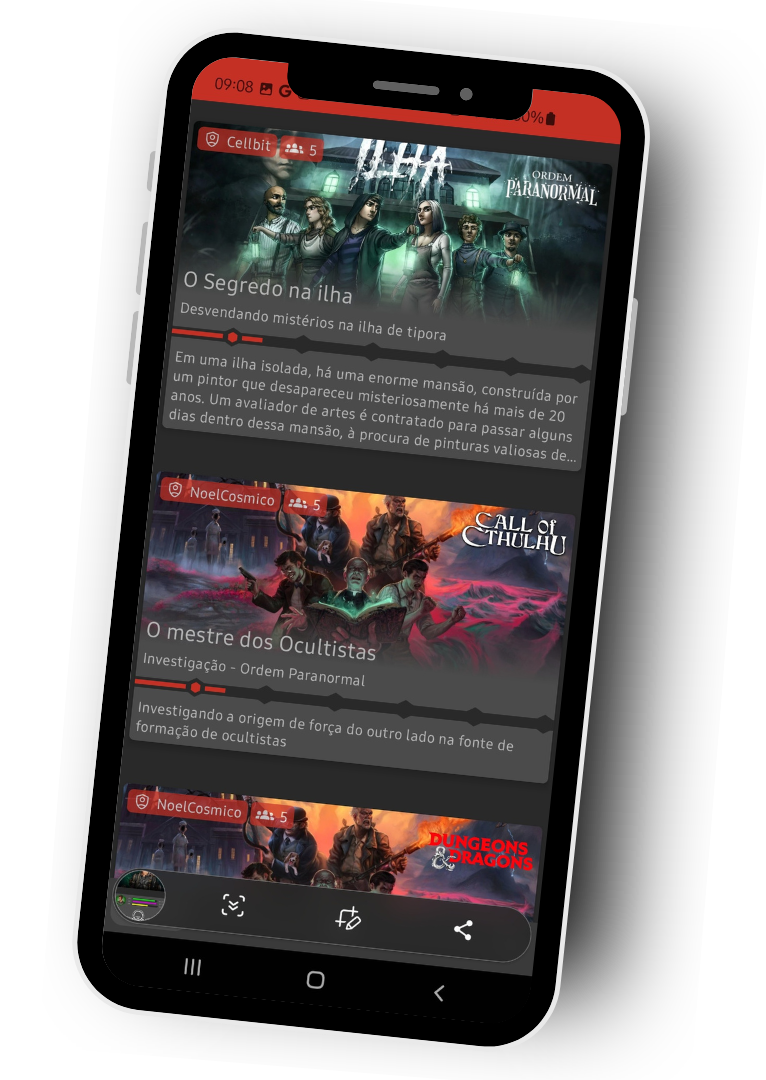 09:08
0%
Cellbit 5
ILHA
ORDEM
PARANORMAL
O Segredo na ilha
Desvendando mistérios na ilha de tipora
Em uma ilha isolada, há uma enorme mansão, construída por
um pintor que desapareceu misteriosamente há mais de 20
anos. Um avaliador de artes é contratado para passar alguns
dias dentro dessa mansão, à procura de pinturas valiosas de...
NoelCosmico 5
CALL of
CTHULHU
O mestre dos Ocultistas
Investigação - Ordem Paranormal
Investigando a origem de força do outro lado na fonte de
formação de ocultistas
NoelCosmico 5
DUNGEONS
& DRAGONS